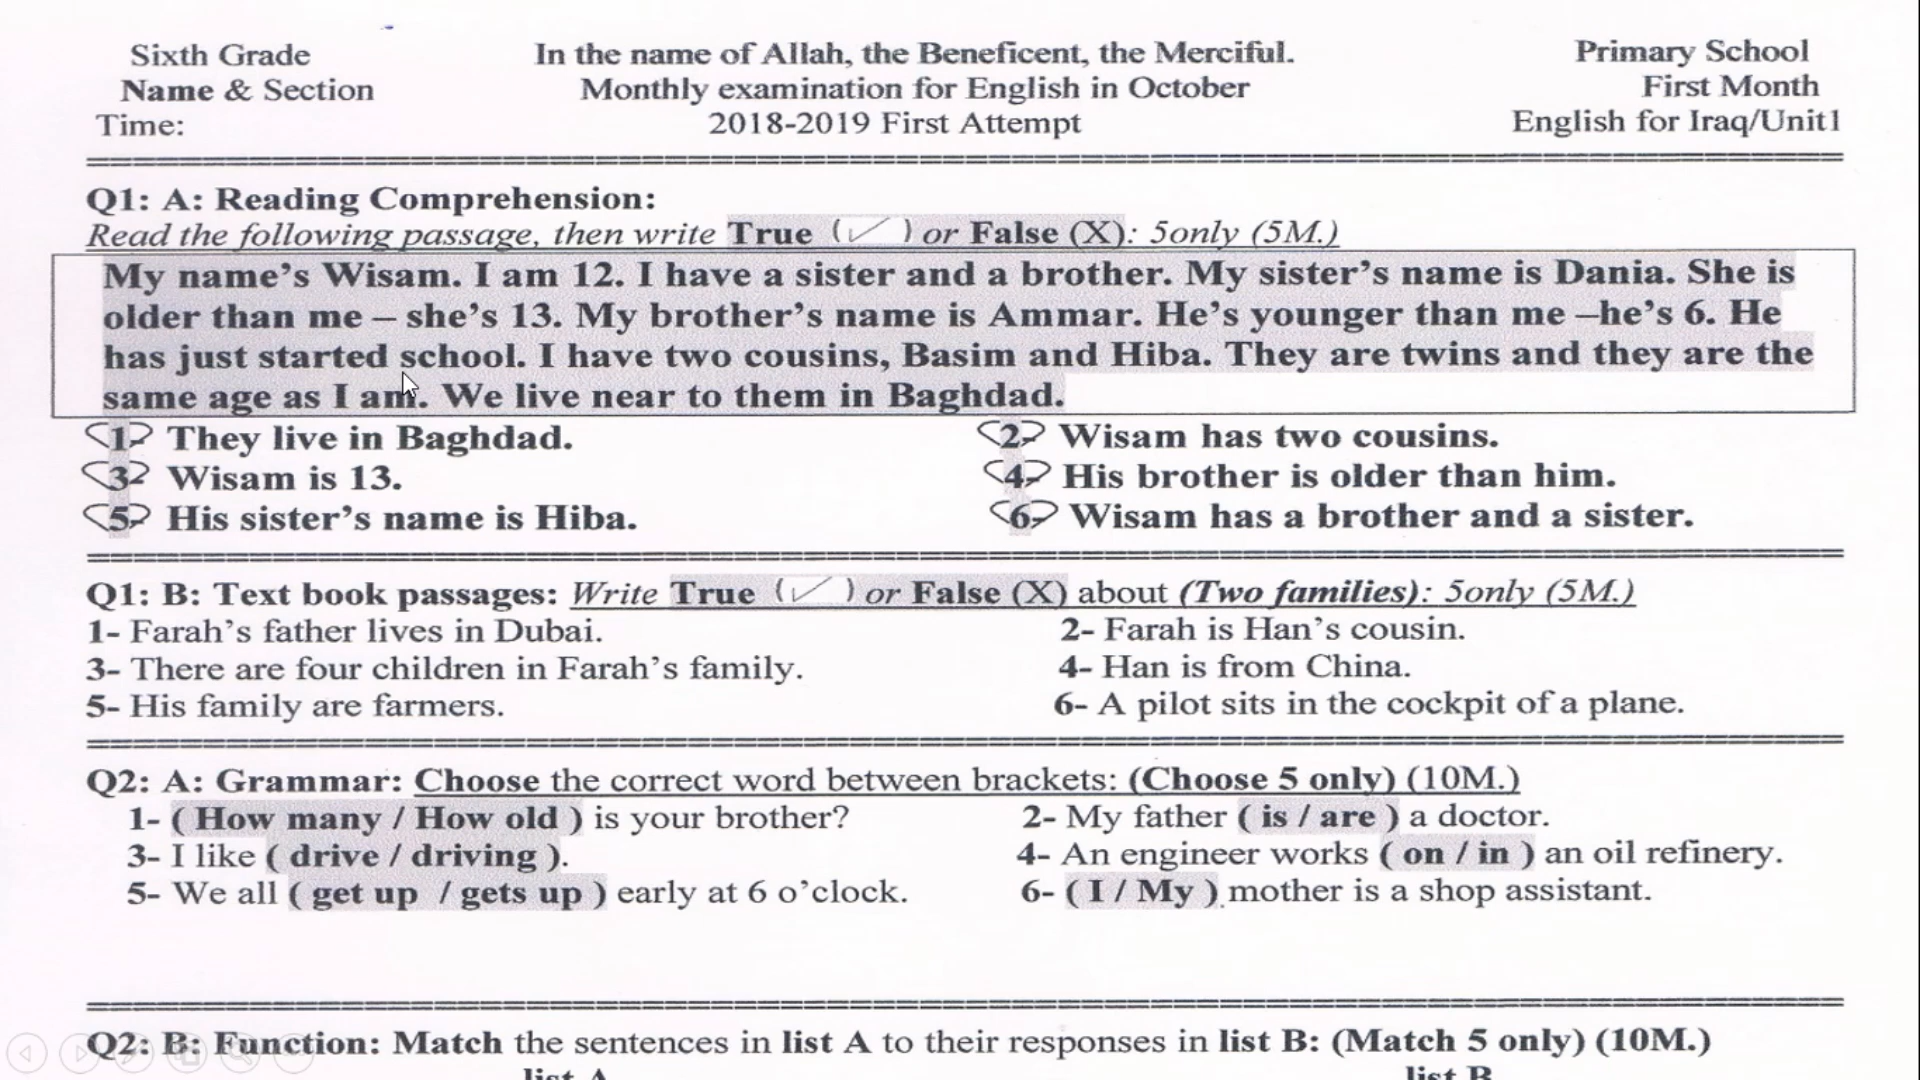 Sixth Grade In the name of Allah, the Beneficent, the Merciful. Primary School
Name & Section Monthly examination for English in October First Month
Time: 2018-2019 First Attempt English for Iraq/Unit1
Q1: A: Reading Comprehension:
Read the following passage, then write True (✓) or False (X): 5only (5M.)
My name’s Wisam. I am 12. I have a sister and a brother. My sister’s name is Dania. She is
older than me – she’s 13. My brother’s name is Ammar. He’s younger than me –he’s 6. He
has just started school. I have two cousins, Basim and Hiba. They are twins and they are the
same age as I am. We live near to them in Baghdad.
1- They live in Baghdad. 2- Wisam has two cousins.
3- Wisam is 13. 4- His brother is older than him.
5- His sister’s name is Hiba. 6- Wisam has a brother and a sister.
Q1: B: Text book passages: Write True (✓) or False (X) about (Two families): 5only (5M.)
1- Farah’s father lives in Dubai. 2- Farah is Han’s cousin.
3- There are four children in Farah’s family. 4- Han is from China.
5- His family are farmers. 6- A pilot sits in the cockpit of a plane.
Q2: A: Grammar: Choose the correct word between brackets: (Choose 5 only) (10M.)
1- ( How many / How old ) is your brother? 2- My father ( is / are ) a doctor.
3- I like ( drive / driving ). 4- An engineer works ( on / in ) an oil refinery.
5- We all ( get up / gets up ) early at 6 o’clock. 6- ( I / My ) mother is a shop assistant.
Q2: B: Function: Match the sentences in list A to their responses in list B: (Match 5 only) (10M.)
list A list B